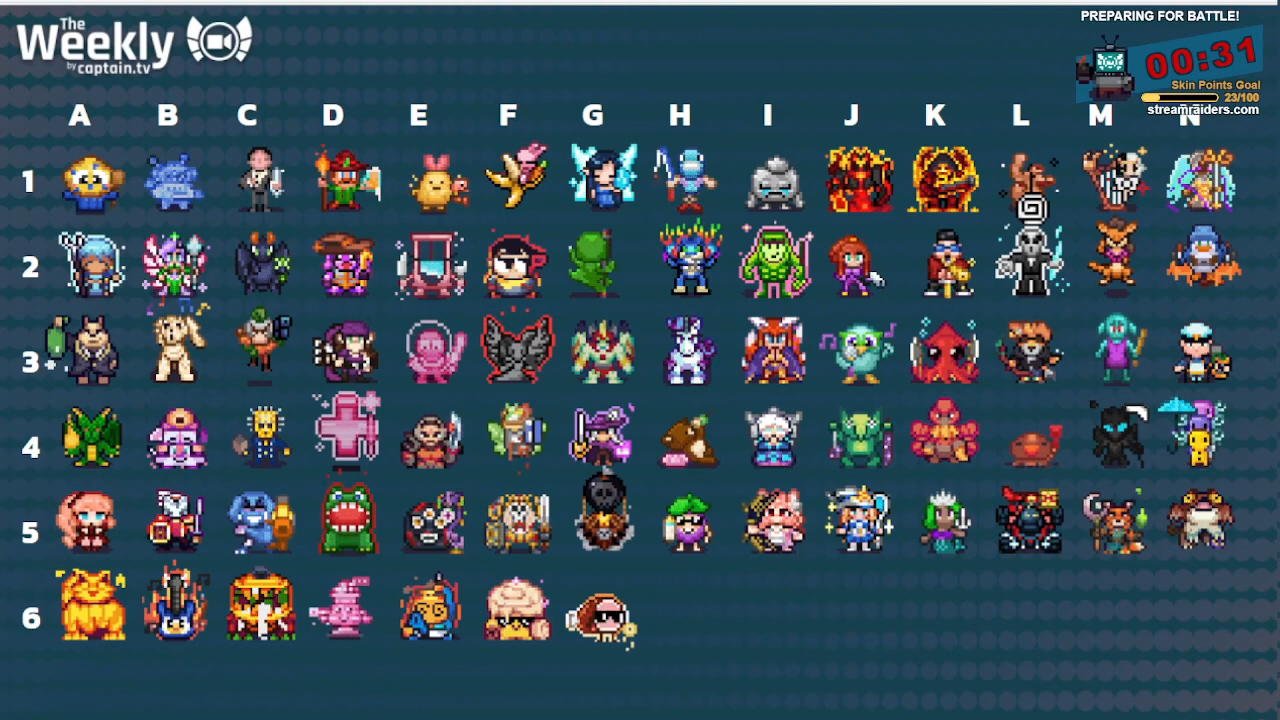 The
Weekly
by captain.tv
PREPARING FOR BATTLE!
00:31
Skin Points Goal
23/100
streamraiders.com
A B C D E F G H I J K L M N
1
2
3
4
5
6